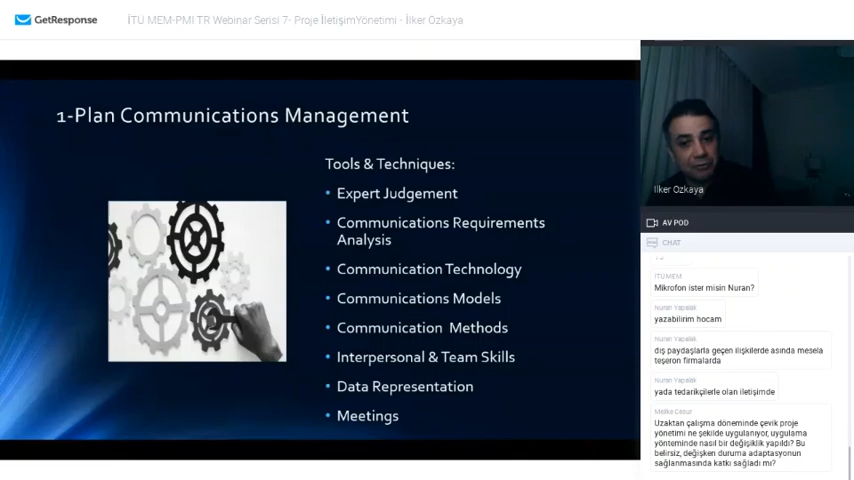 GetResponse
İTÜ MEM-PMI TR Webinar Serisi 7- Proje İletişimYönetimi - İlker Ozkaya
1-Plan Communications Management
Tools & Techniques:
• Expert Judgement
• Communications Requirements
Analysis
• Communication Technology
• Communications Models
• Communication Methods
• Interpersonal & Team Skills
• Data Representation
• Meetings
Ilker Ozkaya
AV POD
CHAT
İTÜMEM
Mikrofon ister misin Nuran?
Nuran Yapalak
yazabilirim hocam
Nuran Yapalak
dış paydaşlarla geçen ilişkilerde asında mesela
teşeron firmalarda
Nuran Yapalak
yada tedarikçilerle olan iletişimde
Melike Cesur
Uzaktan çalışma döneminde çevik proje
yönetimi ne şekilde uygulanıyor, uygulama
yönteminde nasıl bir değişiklik yapıldı? Bu
belirsiz, değişken duruma adaptasyonun
sağlanmasında katkı sağladı mı?